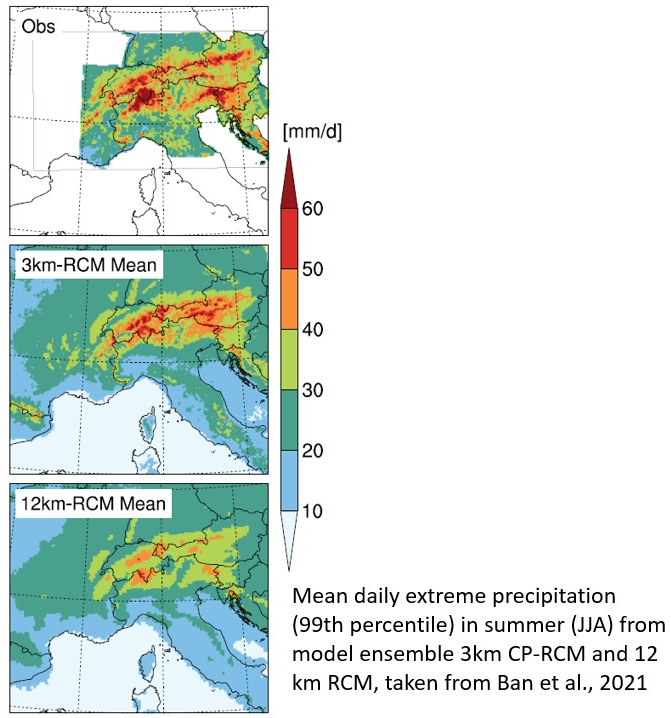 Obs
[mm/d]
60
50
40
30
20
10
3km-RCM Mean
12km-RCM Mean
Mean daily extreme precipitation
(99th percentile) in summer (JJA) from
model ensemble 3km CP-RCM and 12
km RCM, taken from Ban et al., 2021